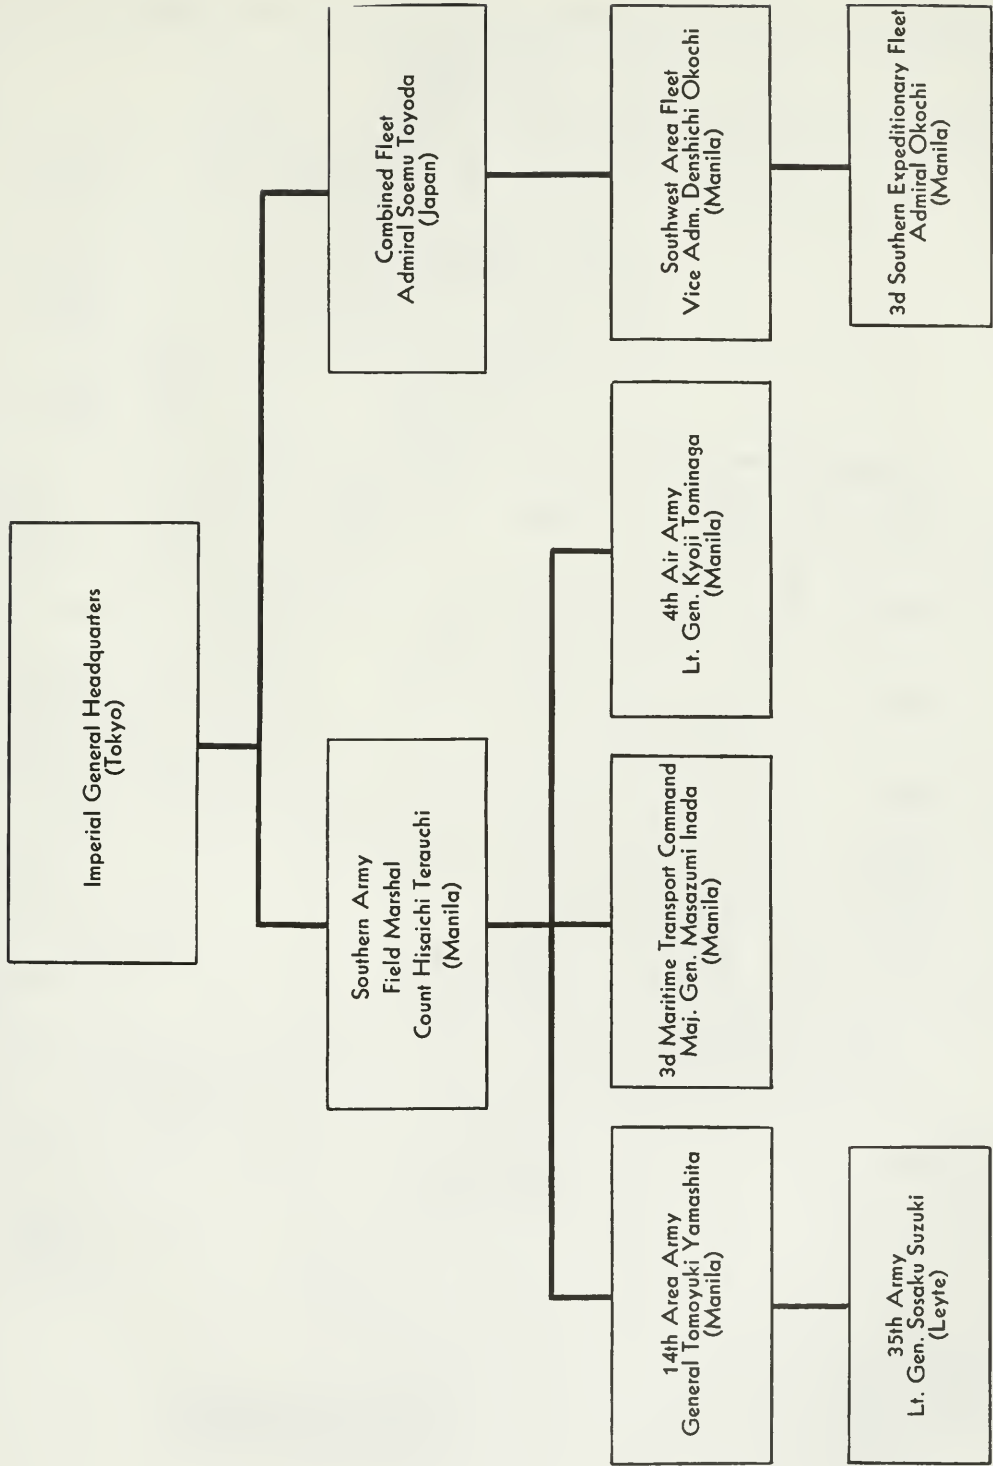 Imperial General Headquarters
(Tokyo)
Southern Army
Field Marshal
Count Hisaichi Terauchi
(Manila)
Combined Fleet
Admiral Soemu Toyoda
(Japan)
14th Area Army
General Tomoyuki Yamashita
(Manila)
3d Maritime Transport Command
Maj. Gen. Masazumi Inada
(Manila)
4th Air Army
Lt. Gen. Kyoji Tominaga
(Manila)
Southwest Area Fleet
Vice Adm. Denshichi Okochi
(Manila)
35th Army
Lt. Gen. Sosaku Suzuki
(Leyte)
3d Southern Expeditionary Fleet
Admiral Okochi
(Manila)